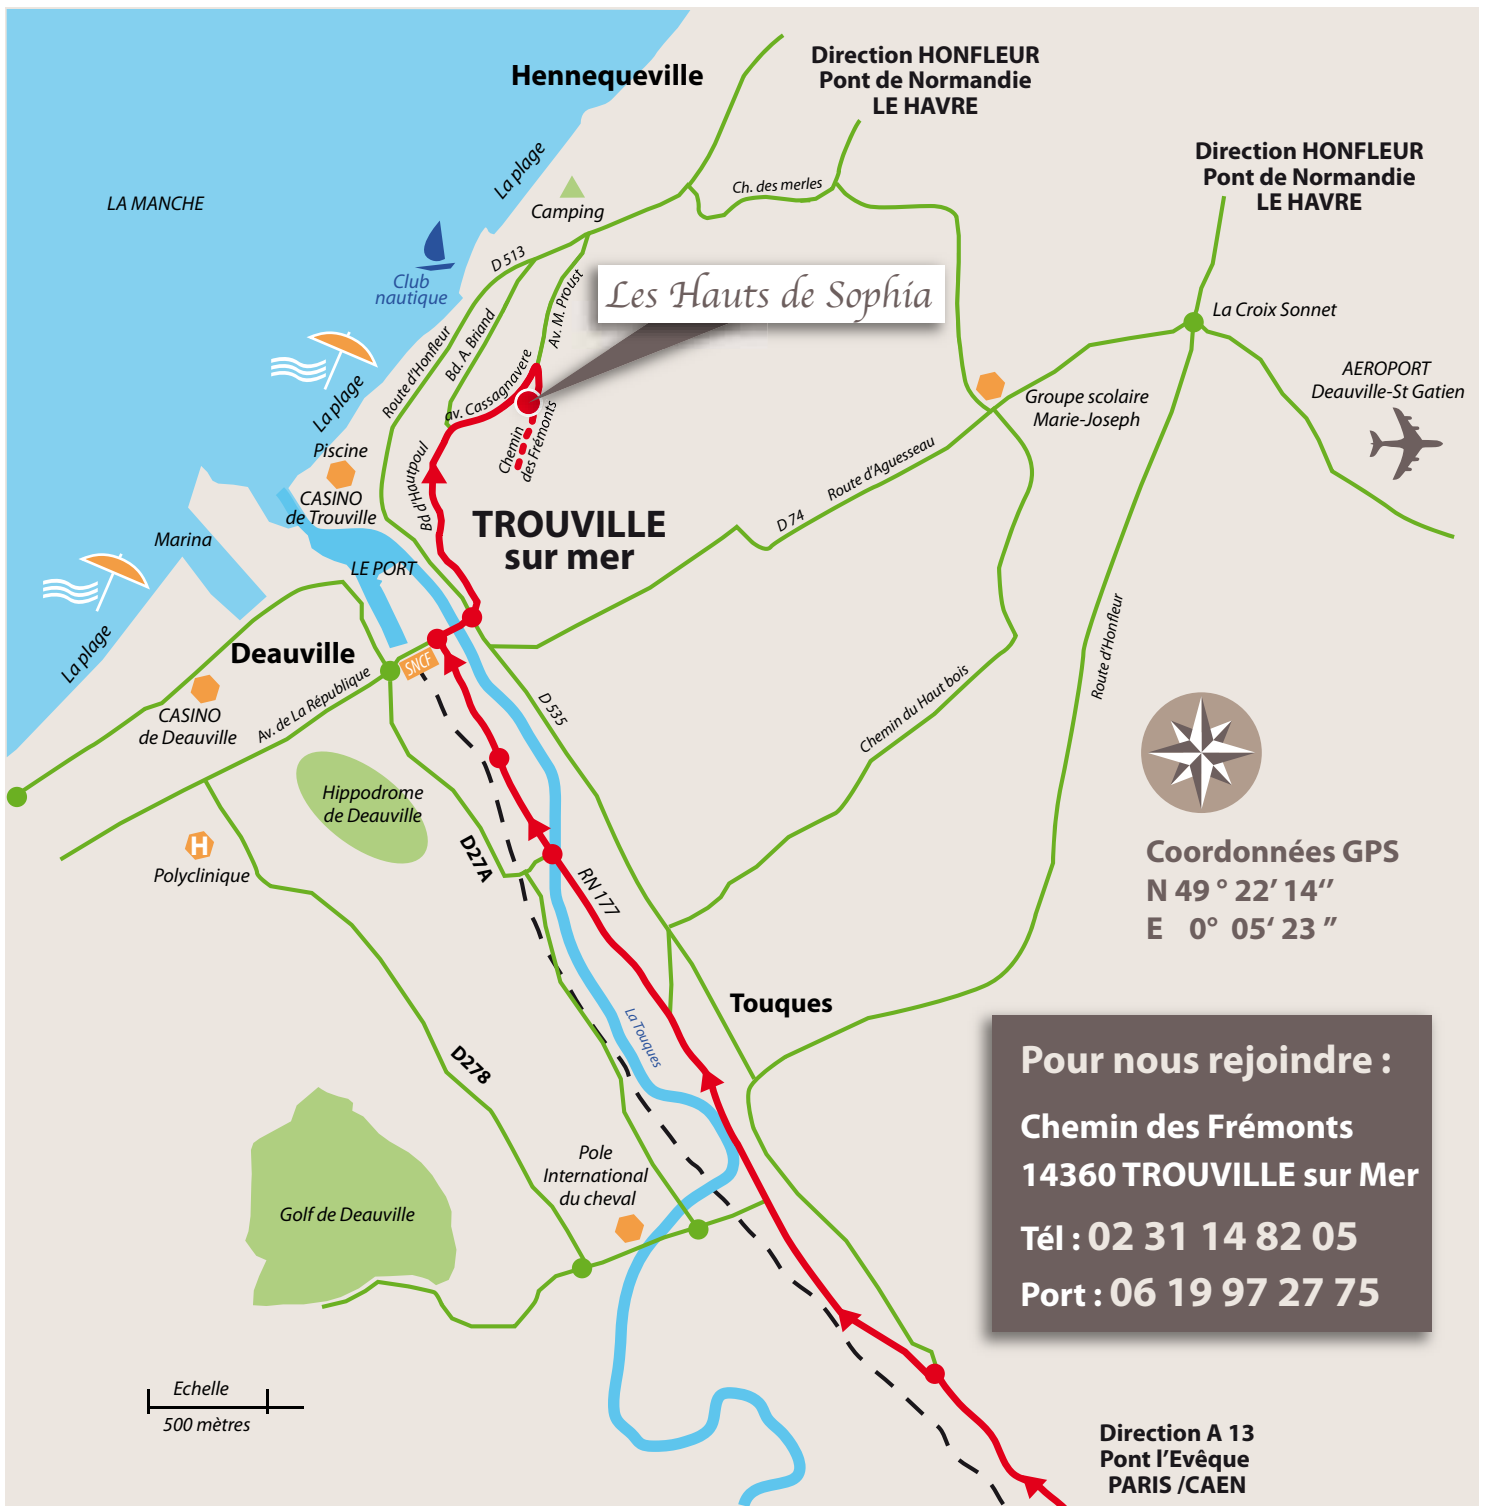 Hennequeville
Direction HONFLEUR
Pont de Normandie
LE HAVRE
Direction HONFLEUR
Pont de Normandie
LE HAVRE
LA MANCHE
La plage
Camping
Ch. des merles
Club
nautique
D 513
Les Hauts de Sophia
Av. M. Proust
Bd. A. Briand
Route d'Honfleur
La Croix Sonnet
AEROPORT
Deauville-St Gatien
av. Cassagnavere
Groupe scolaire
Marie-Joseph
La plage
Chemin
des Frémonts
Piscine
CASINO
de Trouville
Bd d'Hautpoul
Route d'Aguesseau
D 74
TROUVILLE
sur mer
Marina
LE PORT
La plage
Deauville
SNCF
Route d'Honfleur
CASINO
de Deauville
Av. de La République
D 535
Chemin du Haut bois
Hippodrome
de Deauville
H
Polyclinique
D27A
RN 177
Coordonnées GPS
N 49 ° 22’ 14‘’
E 0° 05‘ 23 ’’
Touques
La Touques
D278
Pour nous rejoindre :
Chemin des Frémonts
14360 TROUVILLE sur Mer
Tél : 02 31 14 82 05
Port : 06 19 97 27 75
Pole
International
du cheval
Golf de Deauville
Echelle
500 mètres
Direction A 13
Pont l’Evêque
PARIS /CAEN